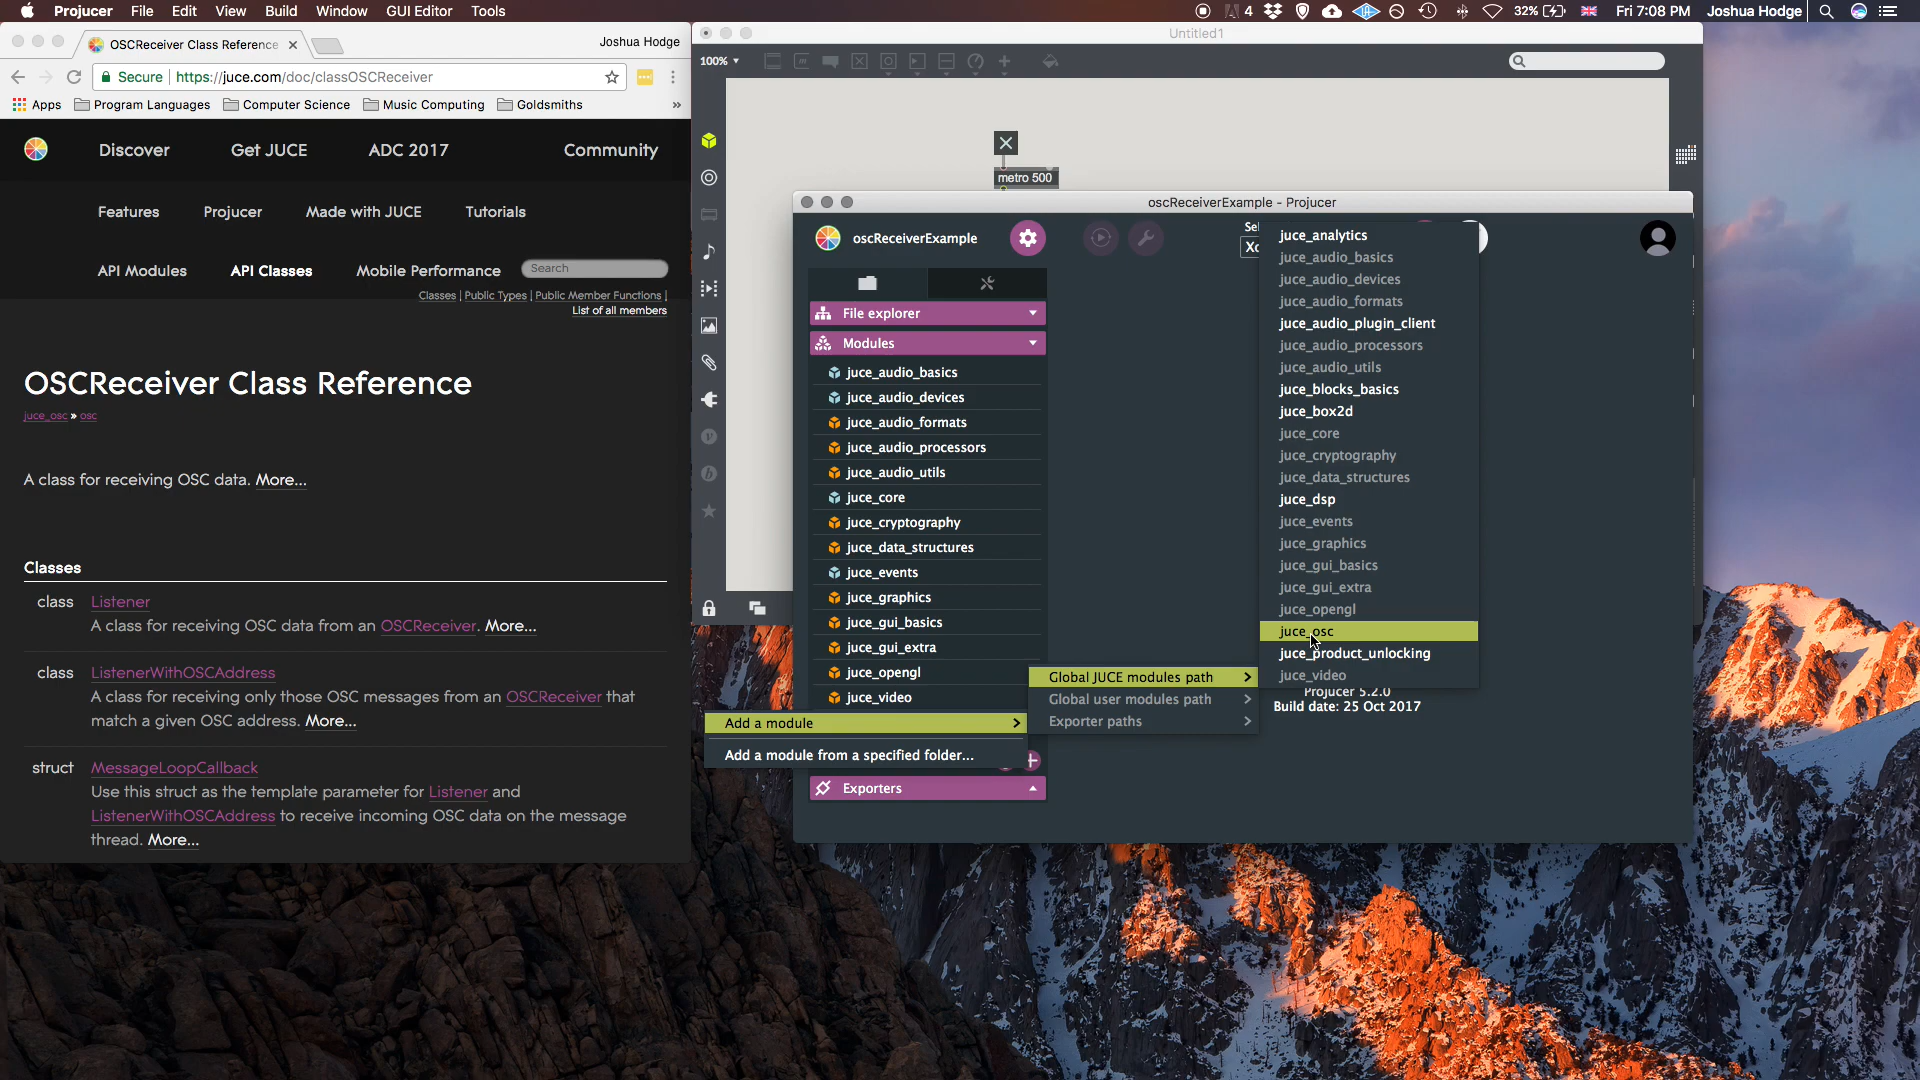 Projucer File Edit View Build Window GUI Editor Tools
4 32% Fri 7:08 PM Joshua Hodge
OSCReceiver Class Reference
Joshua Hodge
Secure https://juce.com/doc/classOSCReceiver
Apps Program Languages Computer Science Music Computing Goldsmiths »
Discover Get JUCE ADC 2017 Community
Features Projucer Made with JUCE Tutorials
API Modules API Classes Mobile Performance Search
Classes | Public Types | Public Member Functions |
List of all members
OSCReceiver Class Reference
juce_osc » osc
A class for receiving OSC data. More...
Classes
class Listener
A class for receiving OSC data from an OSCReceiver. More...
class ListenerWithOSCAddress
A class for receiving only those OSC messages from an OSCReceiver that
match a given OSC address. More...
struct MessageLoopCallback
Use this struct as the template parameter for Listener and
ListenerWithOSCAddress to receive incoming OSC data on the message
thread. More...
Untitled1
100%
metro 500
oscReceiverExample - Projucer
oscReceiverExample
Se
Xc
File explorer
Modules
juce_audio_basics
juce_audio_devices
juce_audio_formats
juce_audio_processors
juce_audio_utils
juce_core
juce_cryptography
juce_data_structures
juce_events
juce_graphics
juce_gui_basics
juce_gui_extra
juce_opengl
juce_video
Add a module
Add a module from a specified folder...
Exporters
Global JUCE modules path
Global user modules path
Exporter paths
juce_analytics
juce_audio_basics
juce_audio_devices
juce_audio_formats
juce_audio_plugin_client
juce_audio_processors
juce_audio_utils
juce_blocks_basics
juce_box2d
juce_core
juce_cryptography
juce_data_structures
juce_dsp
juce_events
juce_graphics
juce_gui_basics
juce_gui_extra
juce_opengl
juce_osc
juce_product_unlocking
juce_video
Projucer 5.2.0
Build date: 25 Oct 2017